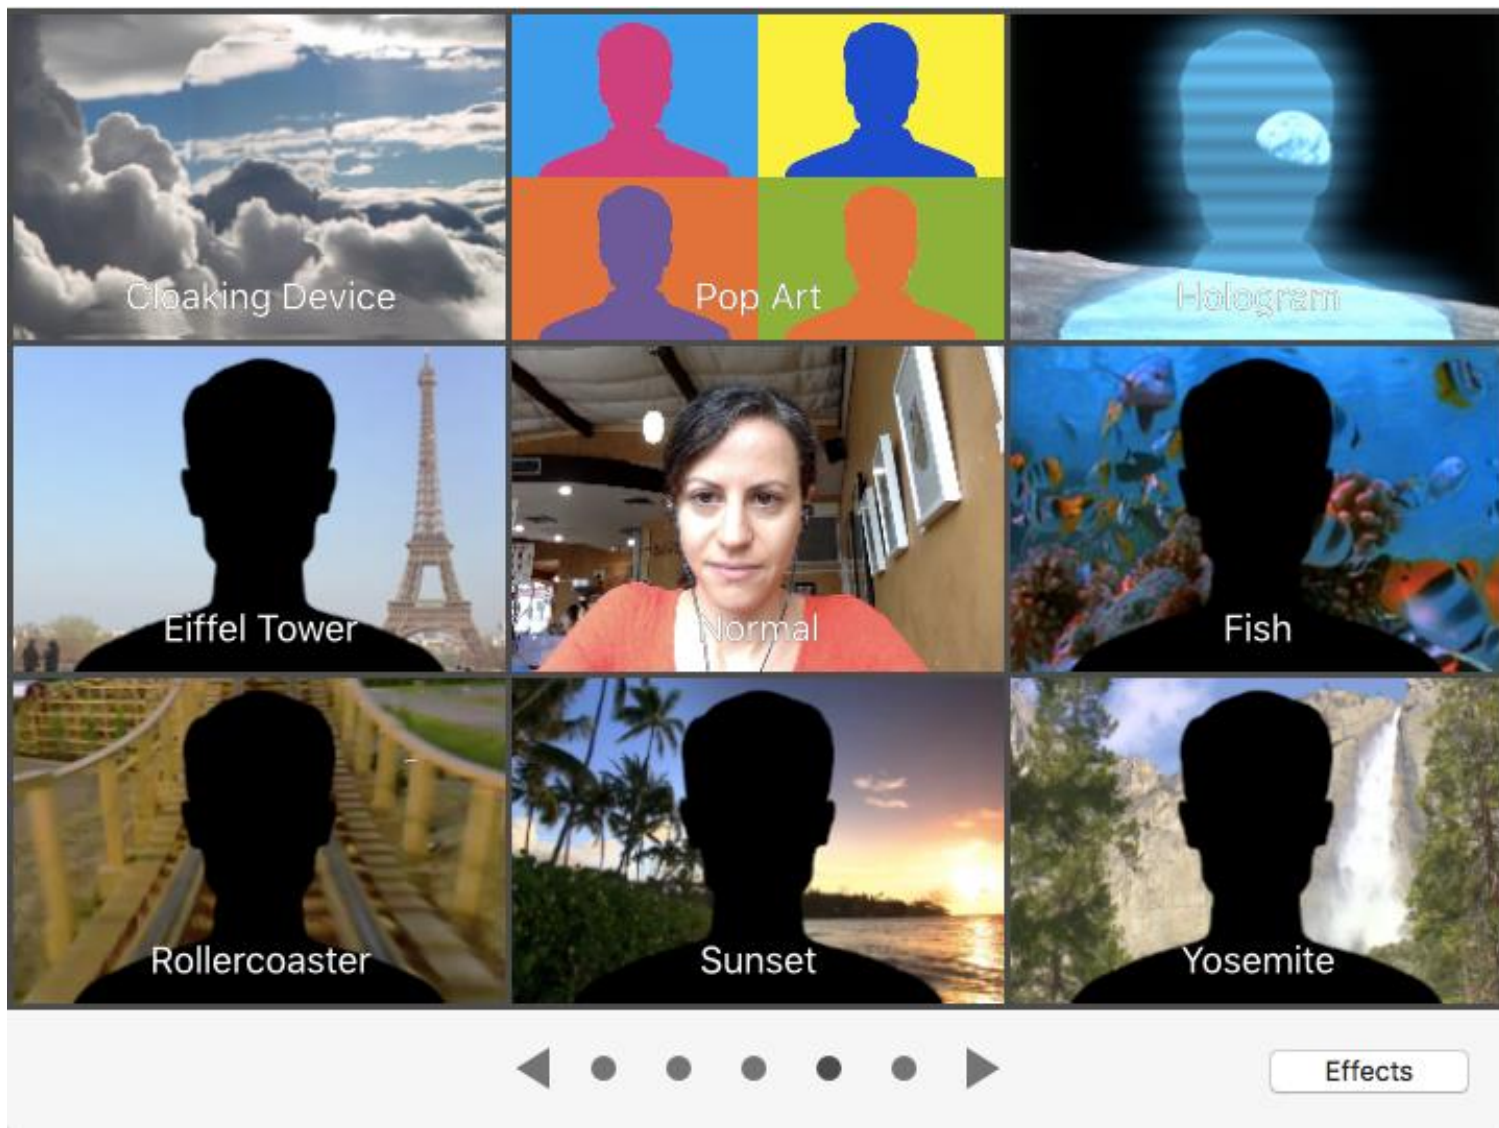 Cloaking Device
Pop Art
Hologram
Eiffel Tower
Normal
Fish
Rollercoaster
Sunset
Yosemite
Effects